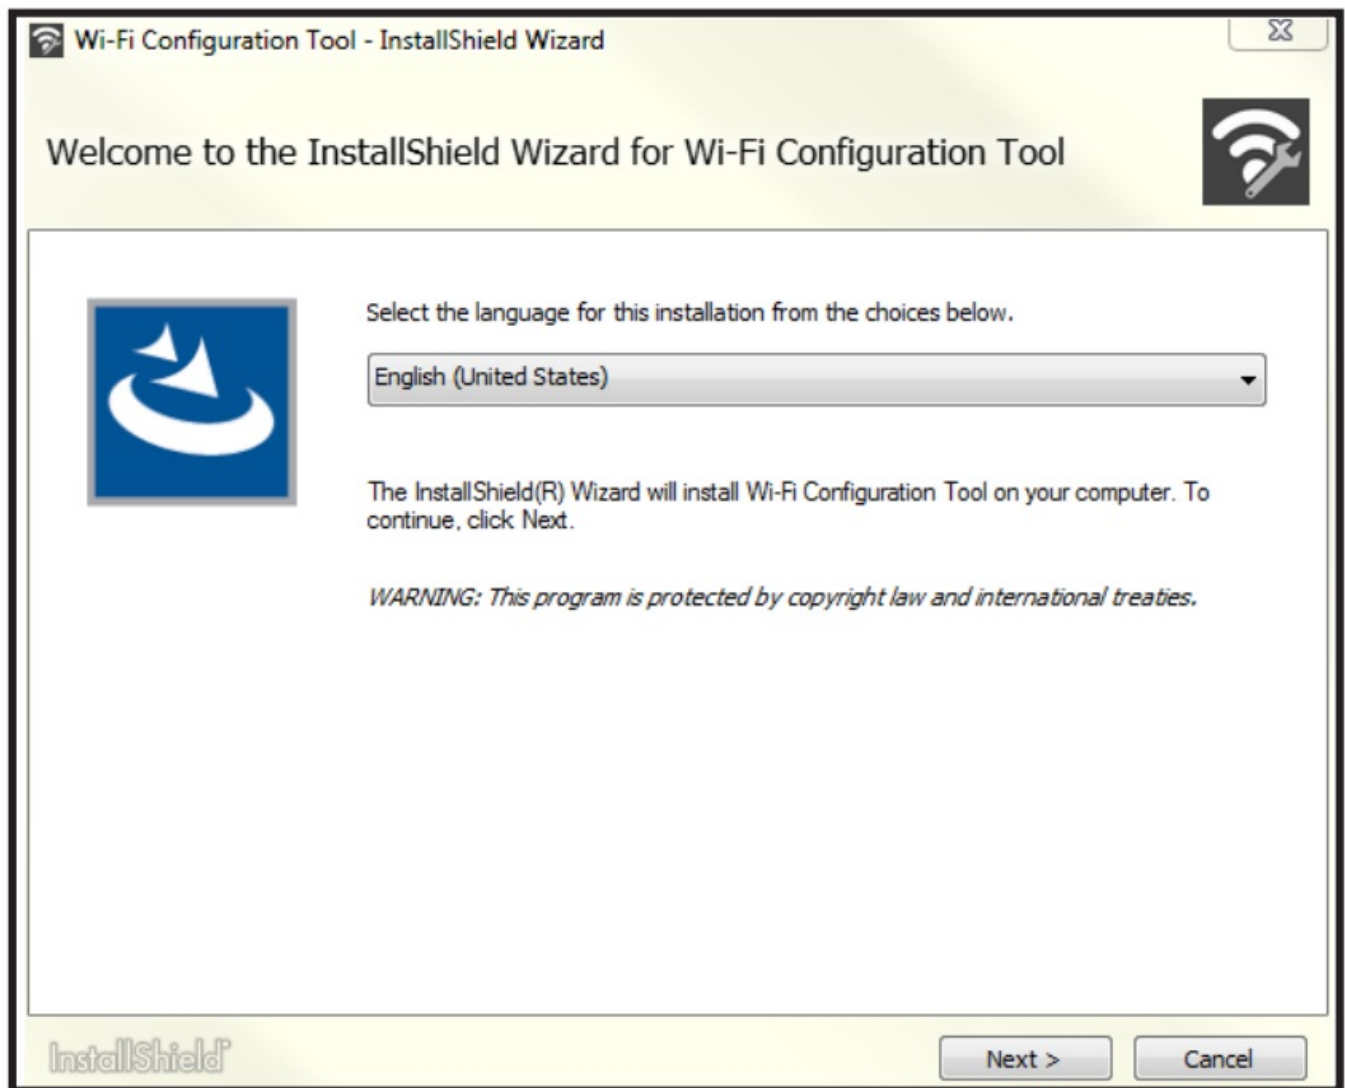 Wi-Fi Configuration Tool - InstallShield Wizard
Welcome to the InstallShield Wizard for Wi-Fi Configuration Tool
Select the language for this installation from the choices below.
English (United States)
The InstallShield(R) Wizard will install Wi-Fi Configuration Tool on your computer. To
continue, click Next.
WARNING: This program is protected by copyright law and international treaties.
InstallShield™
Next >
Cancel